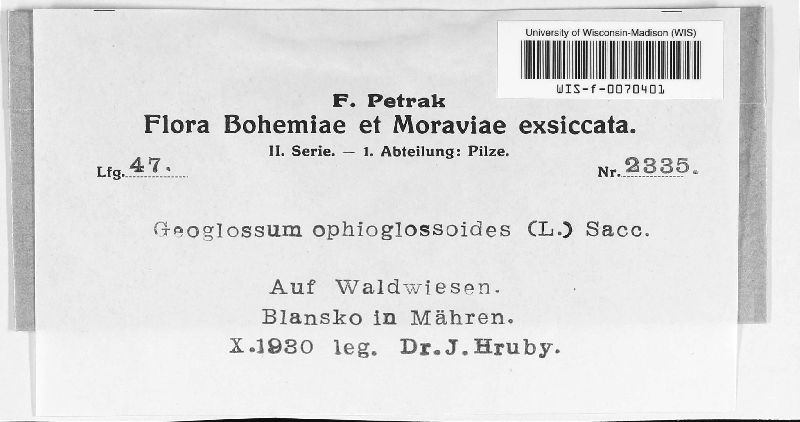 University of Wisconsin-Madison (WIS)
WIS-f-0070401
F. Petrak
Flora Bohemiae et Moraviae exsiccata.
II. Serie. — 1. Abteilung: Pilze.
Lfg. 47.
Nr. 2335.
Geoglossum ophioglossoides (L.) Sacc.
Auf Waldwiesen.
Blansko in Mähren.
X.1930 leg. Dr.J.Hruby.